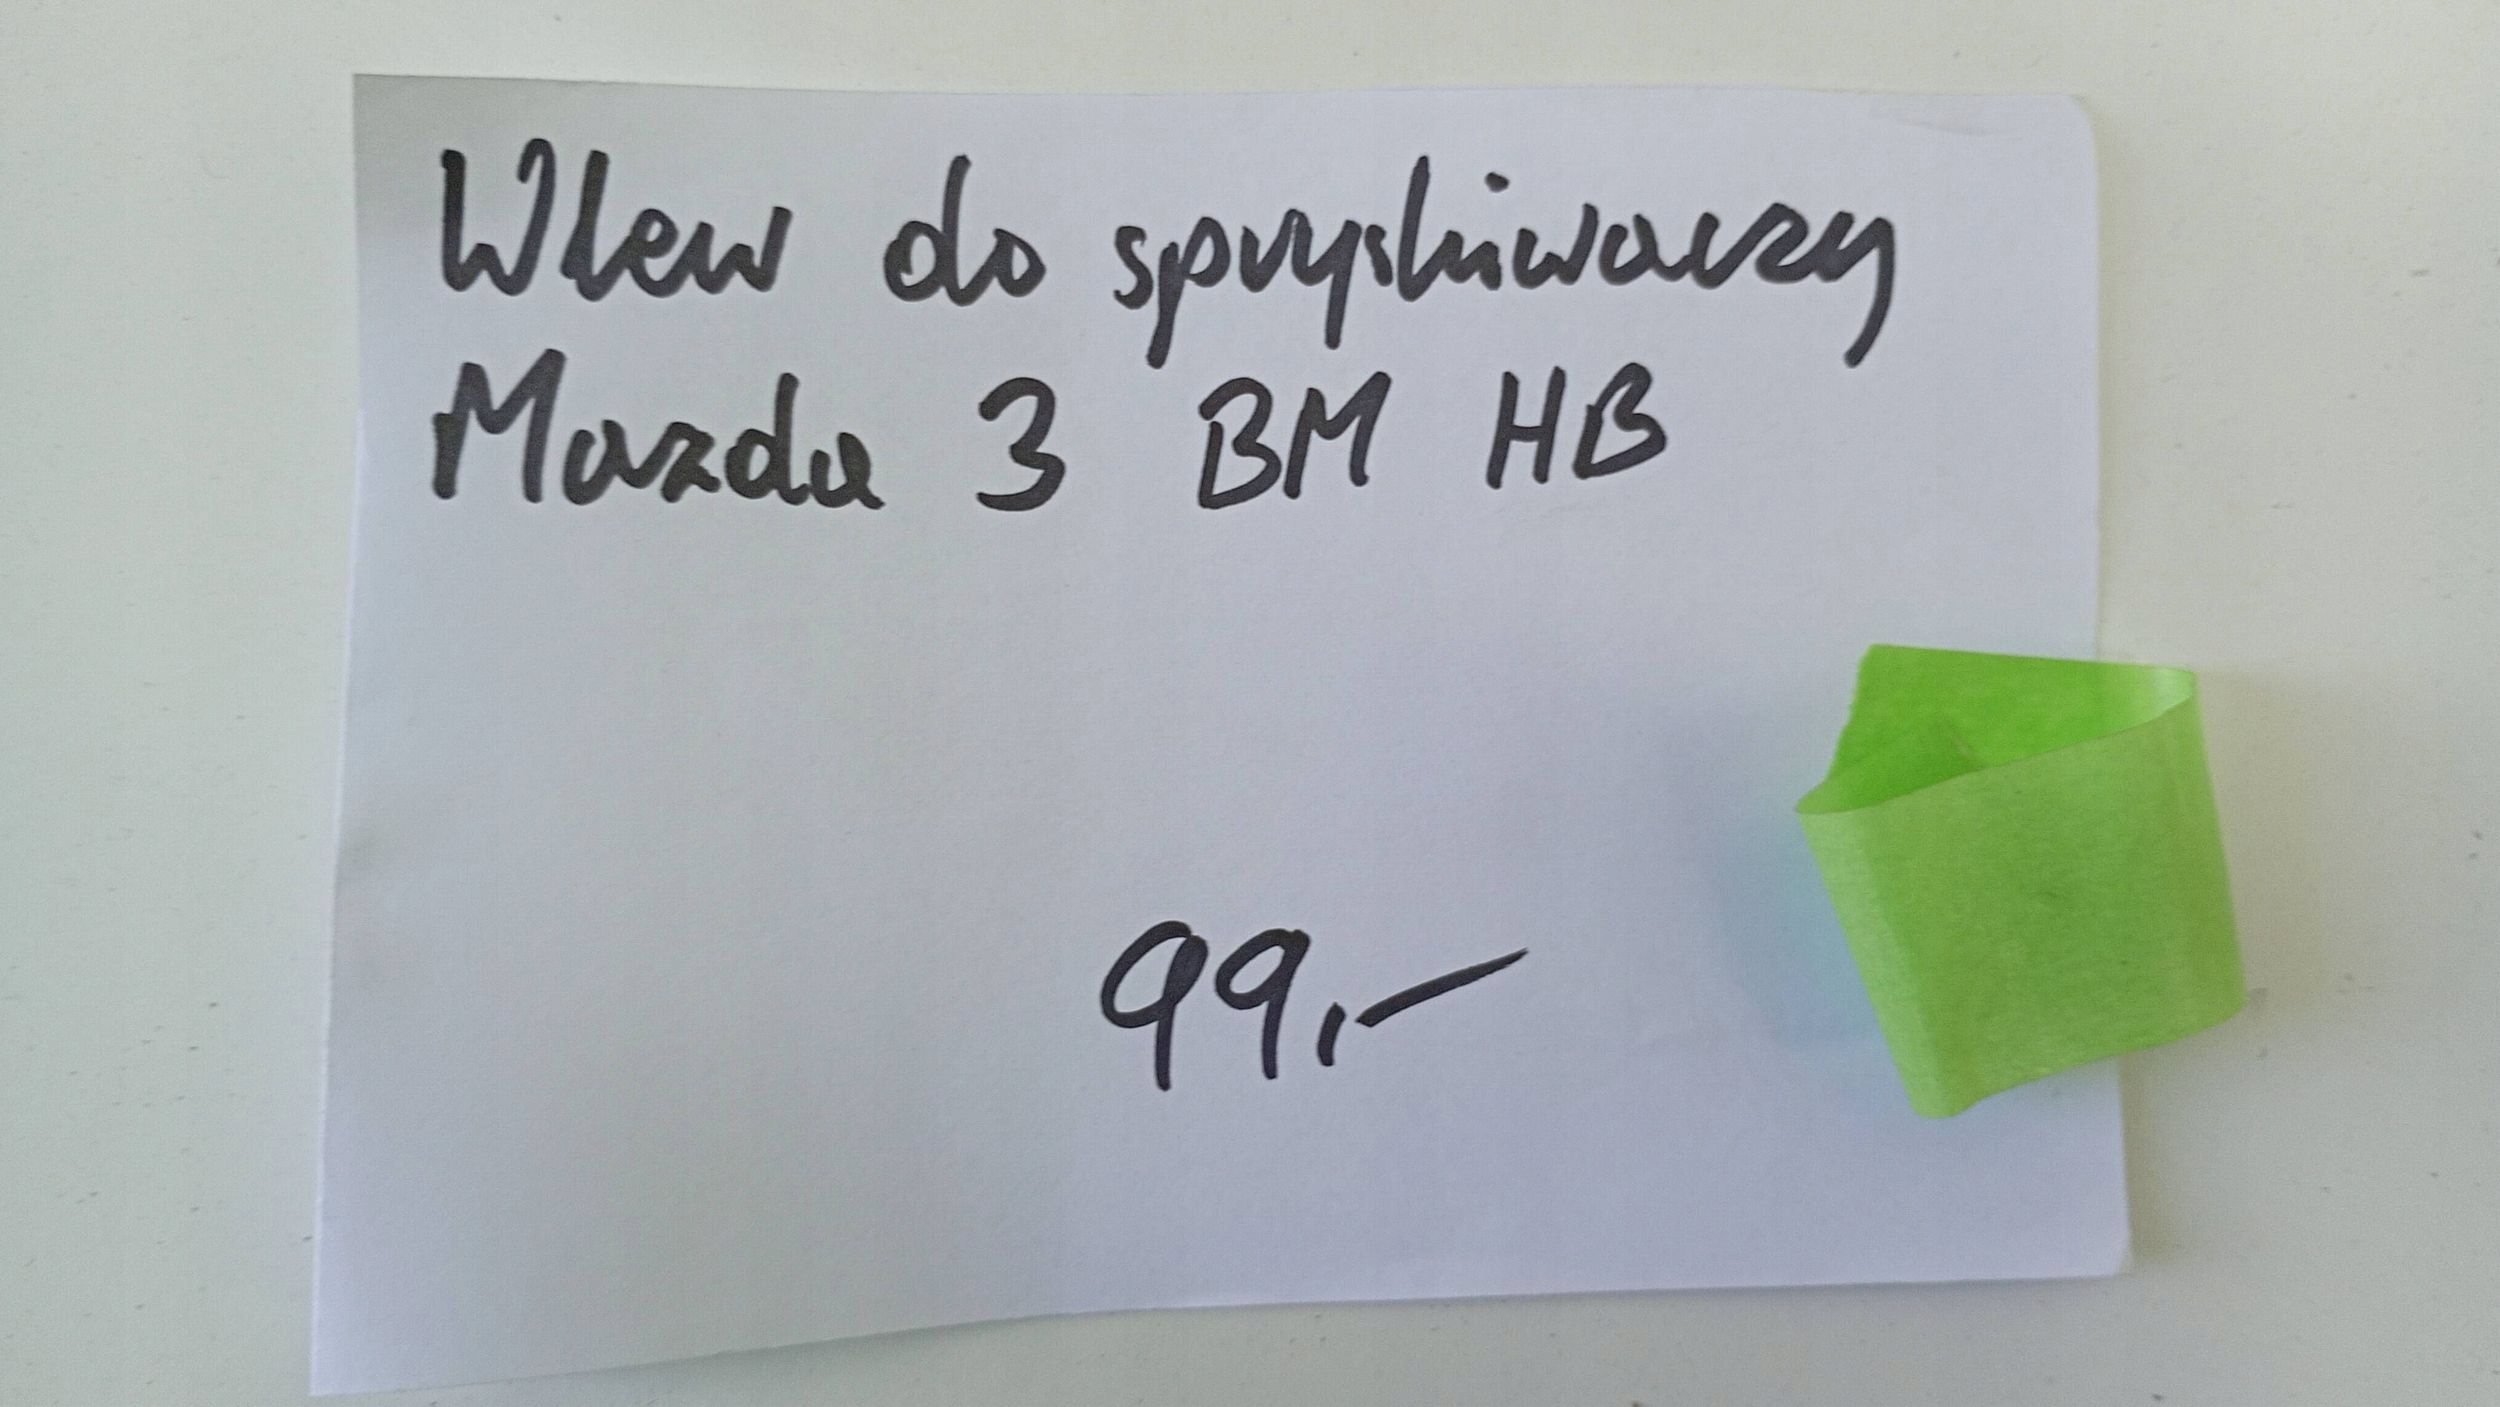 Wlew do spryskiwaczy
Mazda 3 BM HB
99,-